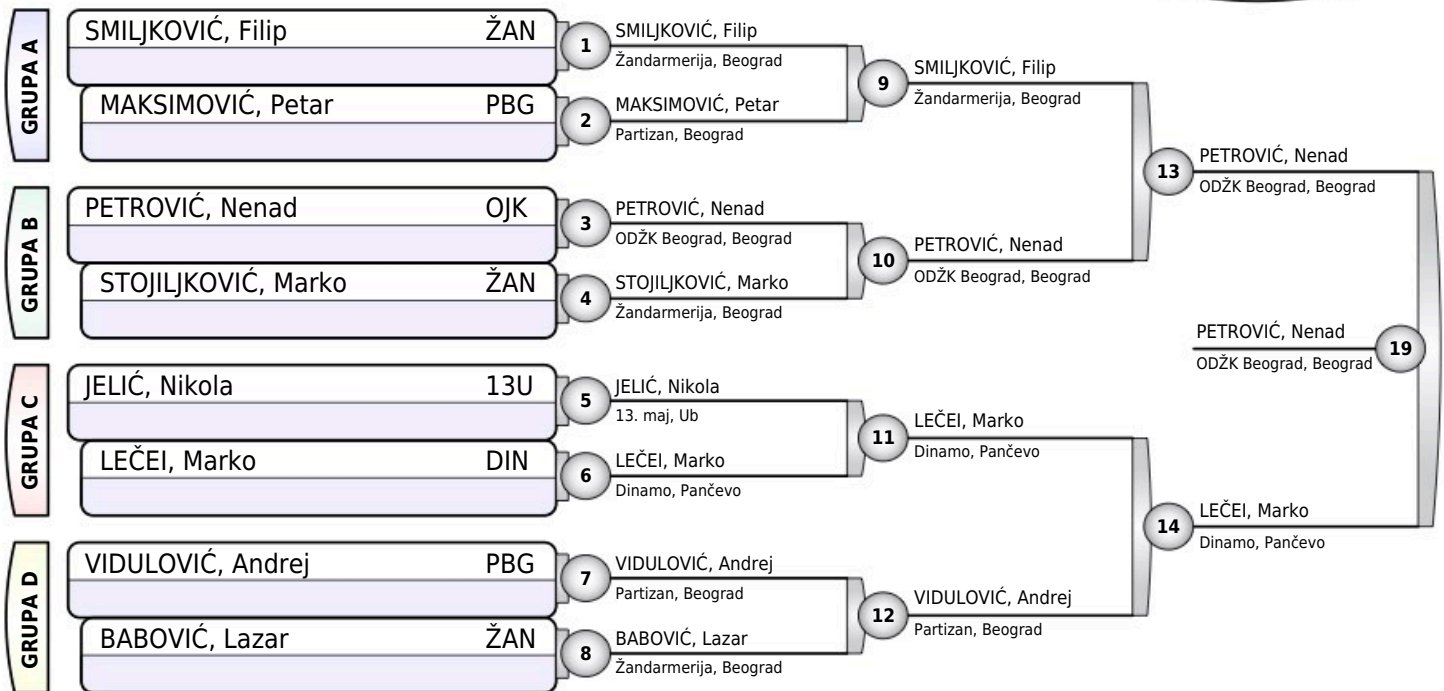 GRUPA A
SMILJKOVIĆ, Filip ŽAN
MAKSIMOVIĆ, Petar PBG
GRUPA B
PETROVIĆ, Nenad OJK
STOJILJKOVIĆ, Marko ŽAN
GRUPA C
JELIĆ, Nikola 13U
LEČEI, Marko DIN
GRUPA D
VIDULOVIĆ, Andrej PBG
BABOVIĆ, Lazar ŽAN
1
SMILJKOVIĆ, Filip
Žandarmerija, Beograd
2
MAKSIMOVIĆ, Petar
Partizan, Beograd
3
PETROVIĆ, Nenad
ODŽK Beograd, Beograd
4
STOJILJKOVIĆ, Marko
Žandarmerija, Beograd
5
JELIĆ, Nikola
13. maj, Ub
6
LEČEI, Marko
Dinamo, Pančevo
7
VIDULOVIĆ, Andrej
Partizan, Beograd
8
BABOVIĆ, Lazar
Žandarmerija, Beograd
9
SMILJKOVIĆ, Filip
Žandarmerija, Beograd
10
PETROVIĆ, Nenad
ODŽK Beograd, Beograd
11
LEČEI, Marko
Dinamo, Pančevo
12
VIDULOVIĆ, Andrej
Partizan, Beograd
13
PETROVIĆ, Nenad
ODŽK Beograd, Beograd
14
LEČEI, Marko
Dinamo, Pančevo
PETROVIĆ, Nenad
ODŽK Beograd, Beograd
19